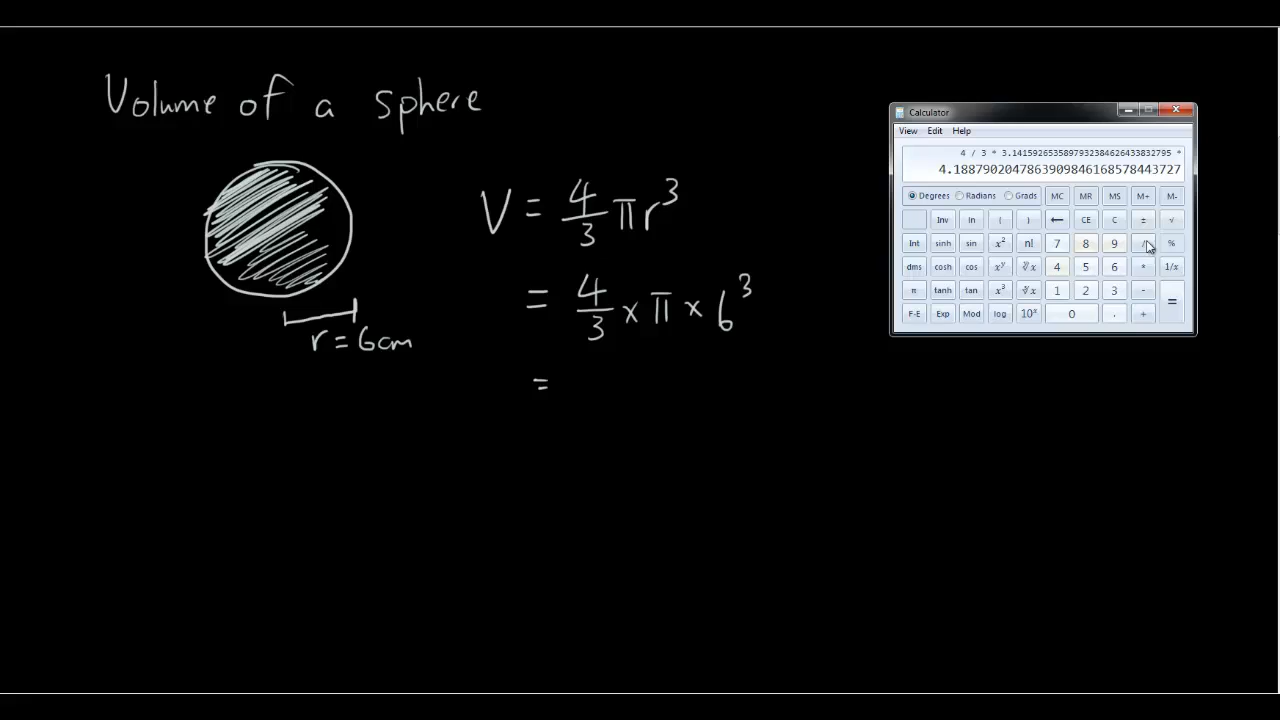 Volume of a sphere
r = 6cm
V = 4/3 πr³
= 4/3 × π × 6³
=
Calculator
View Edit Help
4 / 3 * 3.1415926535897932384626433832795 *
4.1887902047863909846168578443727
Degrees Radians Grads MC MR MS M+ M-
Inv ln ( ) ← CE C ± √
Int sinh sin x² n! 7 8 9 / %
dms cosh cos xʸ ʸ√x 4 5 6 * 1/x
π tanh tan x³ ³√x 1 2 3 - =
F-E Exp Mod log 10ˣ 0 . +